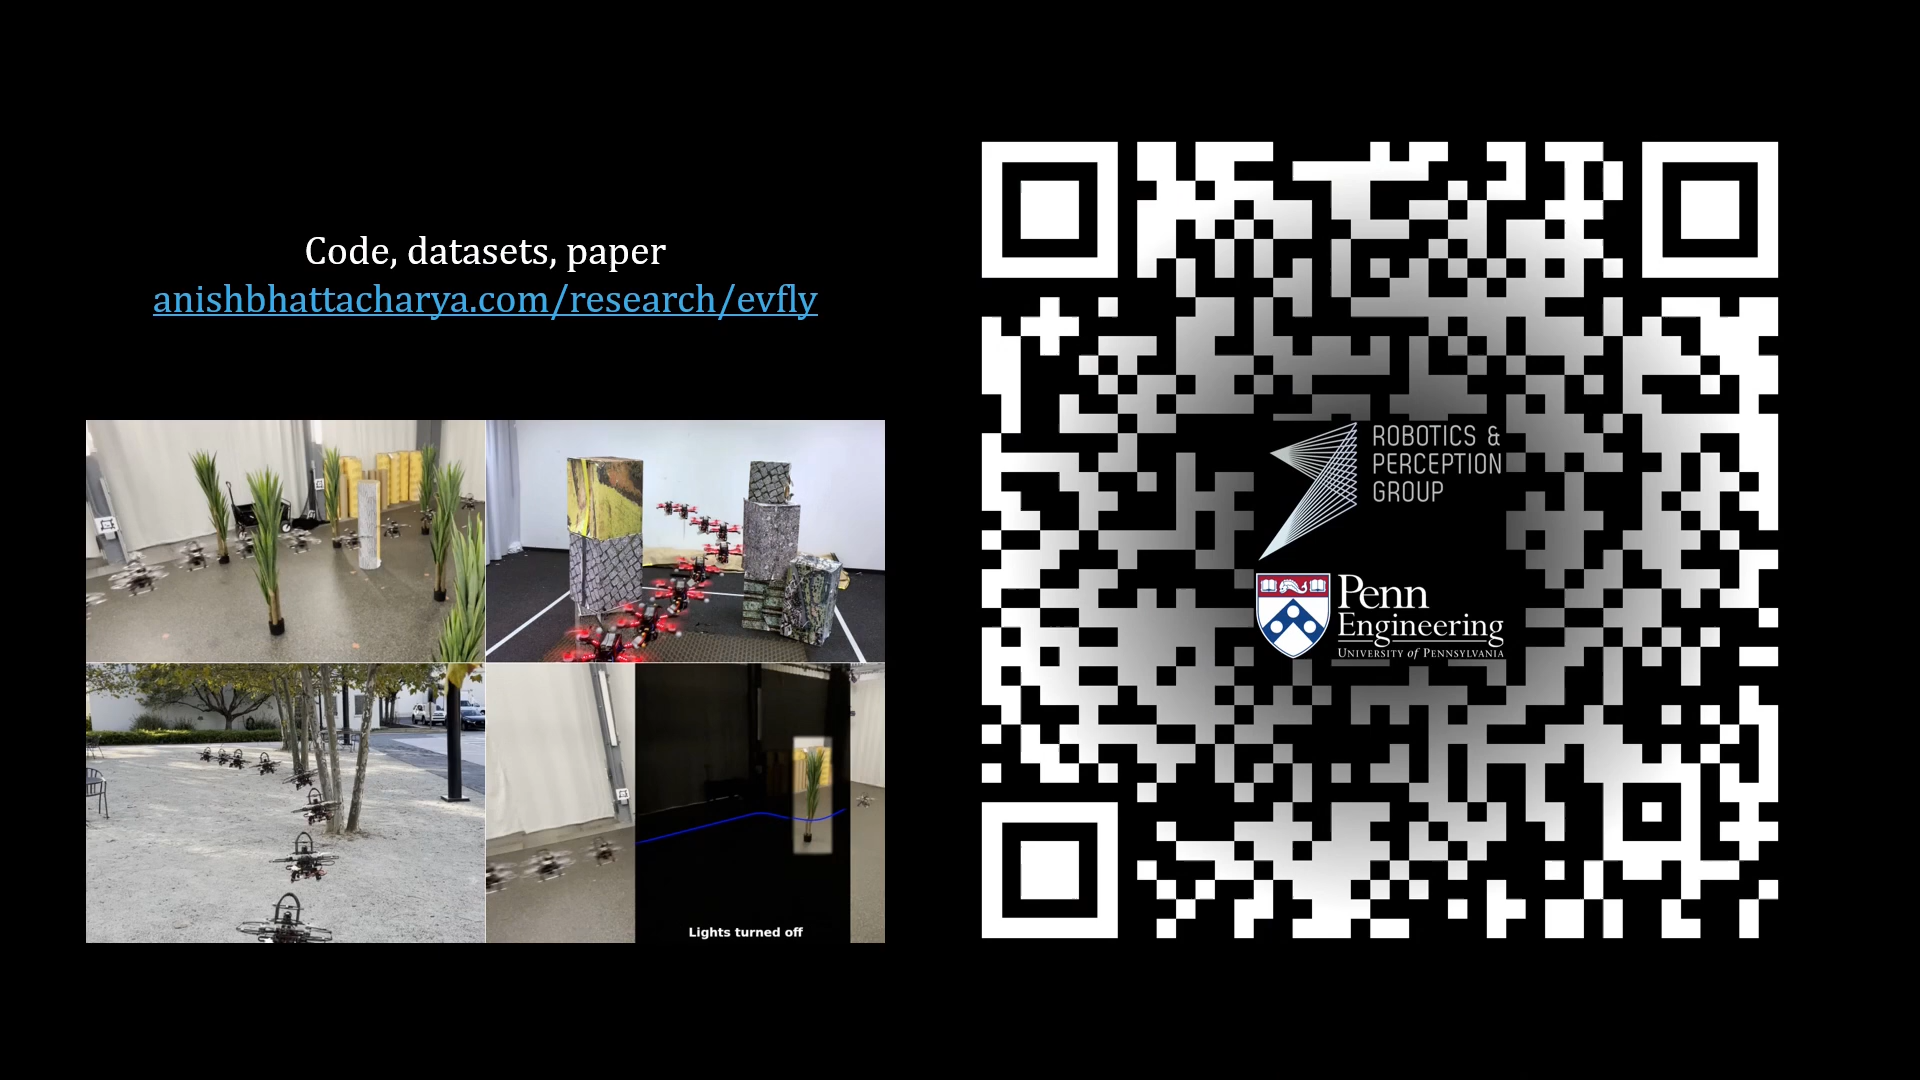 Code, datasets, paper
anishbhattacharya.com/research/evfly
Lights turned off
ROBOTICS &
PERCEPTION
GROUP
Penn
Engineering
UNIVERSITY of PENNSYLVANIA